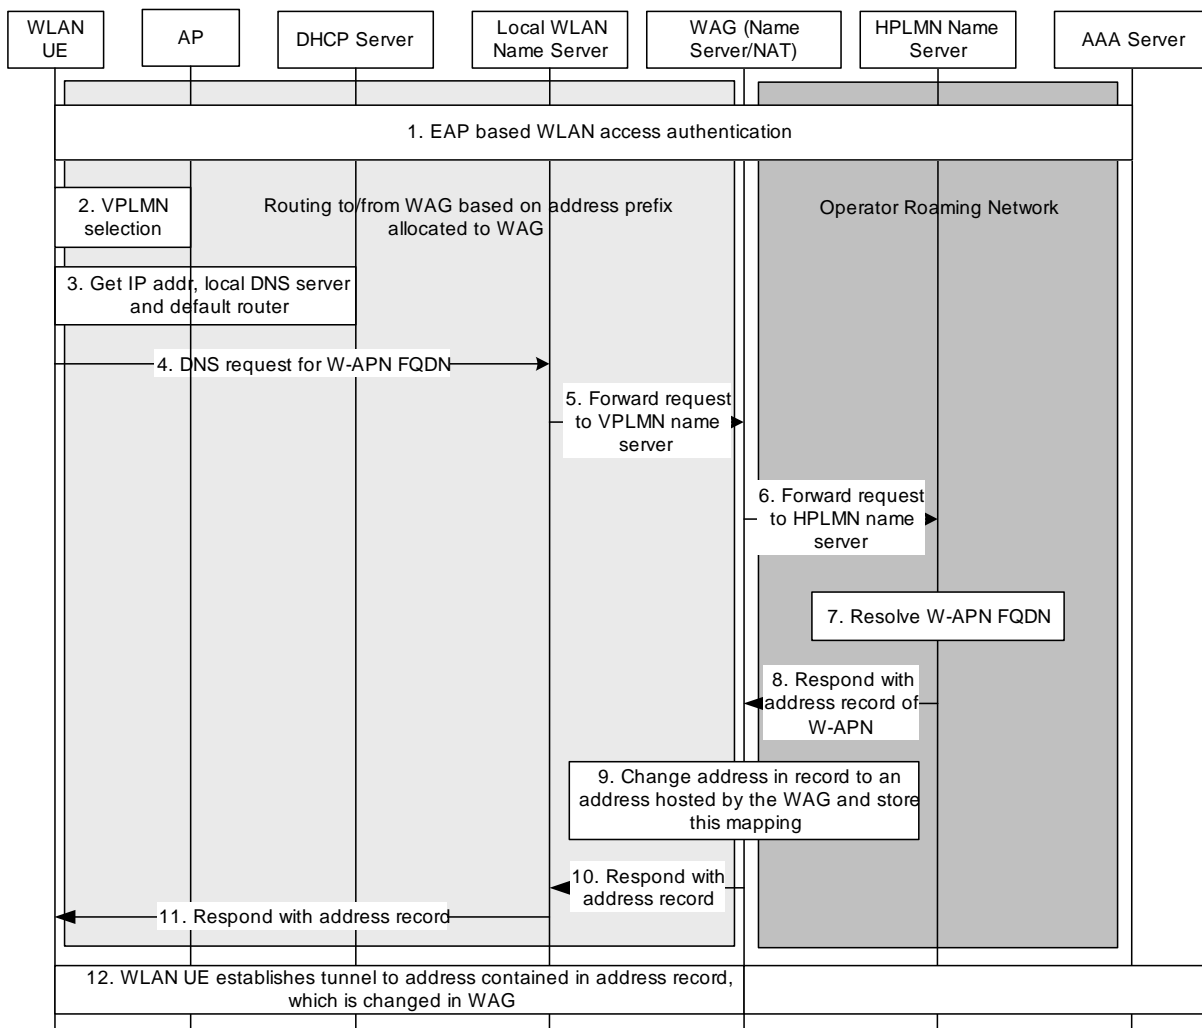 WLAN
UE
AP
DHCP Server
Local WLAN
Name Server
WAG (Name
Server/NAT)
HPLMN Name
Server
AAA Server
1. EAP based WLAN access authentication
2. VPLMN
selection
Routing to/from WAG based on address prefix
allocated to WAG
Operator Roaming Network
3. Get IP addr, local DNS server
and default router
4. DNS request for W-APN FQDN
5. Forward request
to VPLMN name
server
6. Forward request
to HPLMN name
server
7. Resolve W-APN FQDN
8. Respond with
address record of
W-APN
9. Change address in record to an
address hosted by the WAG and store
this mapping
10. Respond with
address record
11. Respond with address record
12. WLAN UE establishes tunnel to address contained in address record,
which is changed in WAG